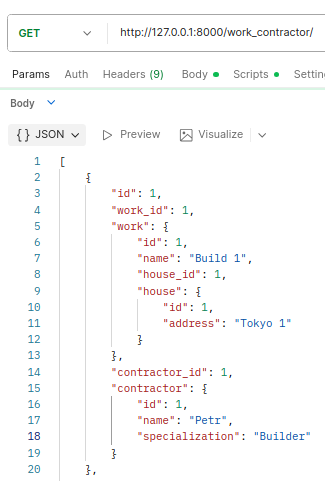 GET http://127.0.0.1:8000/work_contractor/
Params Auth Headers (9) Body Scripts Settin
Body
{} JSON Preview Visualize
1 [
2 {
3 "id": 1,
4 "work_id": 1,
5 "work": {
6 "id": 1,
7 "name": "Build 1",
8 "house_id": 1,
9 "house": {
10 "id": 1,
11 "address": "Tokyo 1"
12 }
13 },
14 "contractor_id": 1,
15 "contractor": {
16 "id": 1,
17 "name": "Petr",
18 "specialization": "Builder"
19 }
20 },